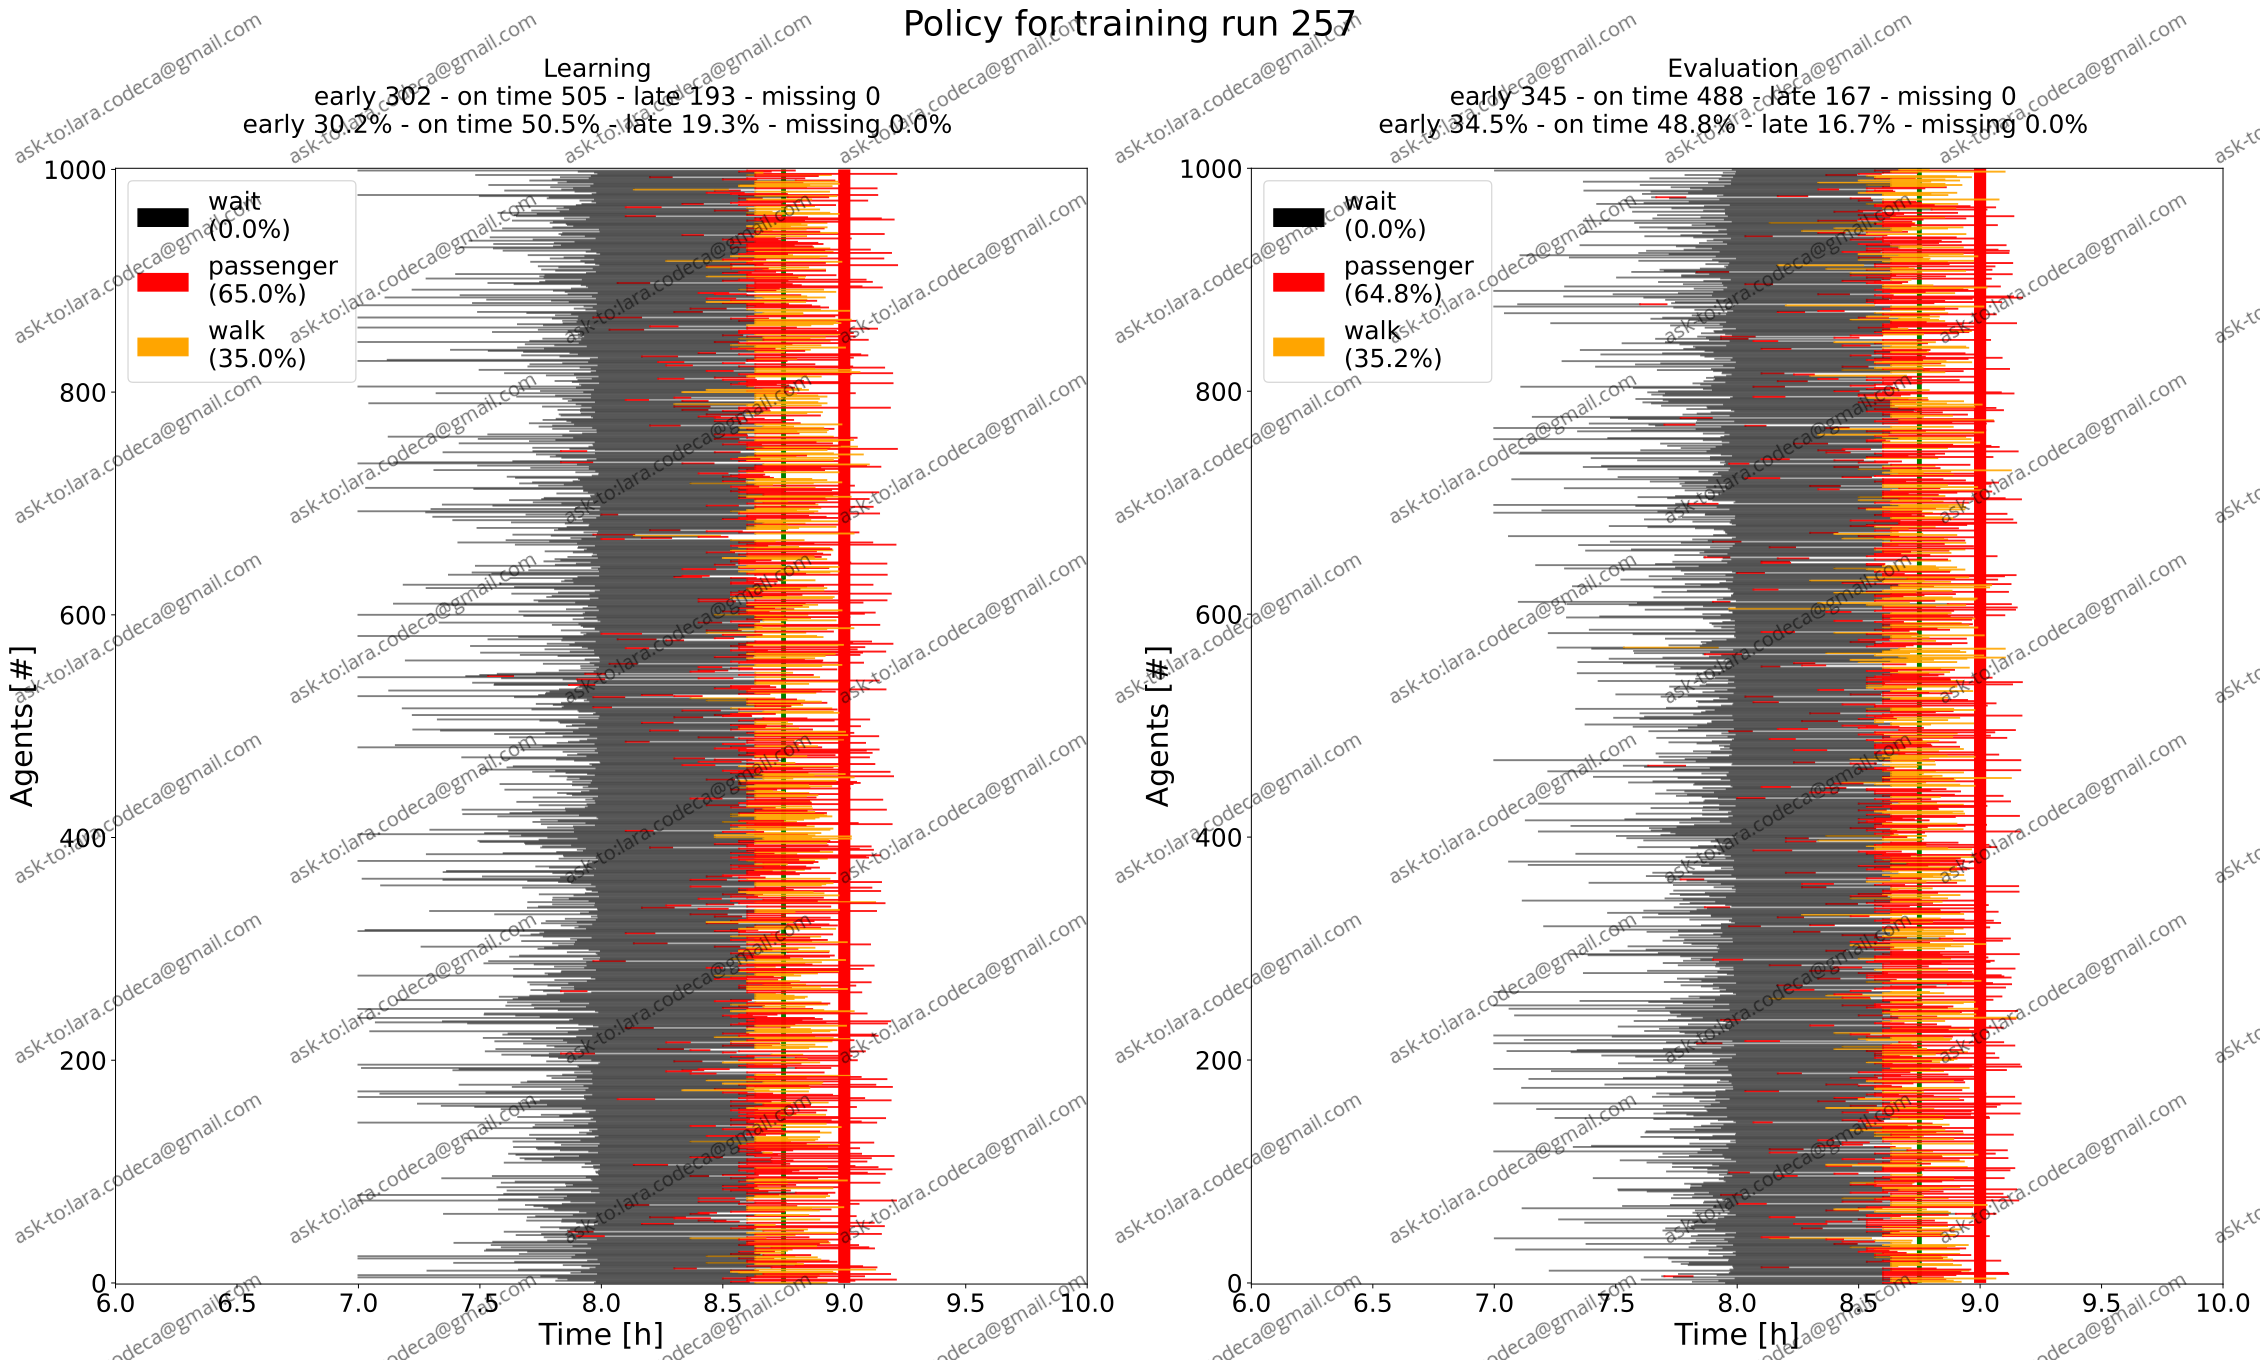 Policy for training run 257
Learning
early 302 - on time 505 - late 193 - missing 0
early 30.2% - on time 50.5% - late 19.3% - missing 0.0%
1000
800
600
400
200
0
Agents [#]
wait
(0.0%)
passenger
(65.0%)
walk
(35.0%)
6.0 6.5 7.0 7.5 8.0 8.5 9.0 9.5 10.0
Time [h]
Evaluation
early 345 - on time 488 - late 167 - missing 0
early 34.5% - on time 48.8% - late 16.7% - missing 0.0%
1000
800
600
400
200
0
Agents [#]
wait
(0.0%)
passenger
(64.8%)
walk
(35.2%)
6.0 6.5 7.0 7.5 8.0 8.5 9.0 9.5 10.0
Time [h]
ask-to:lara.codeca@gmail.com